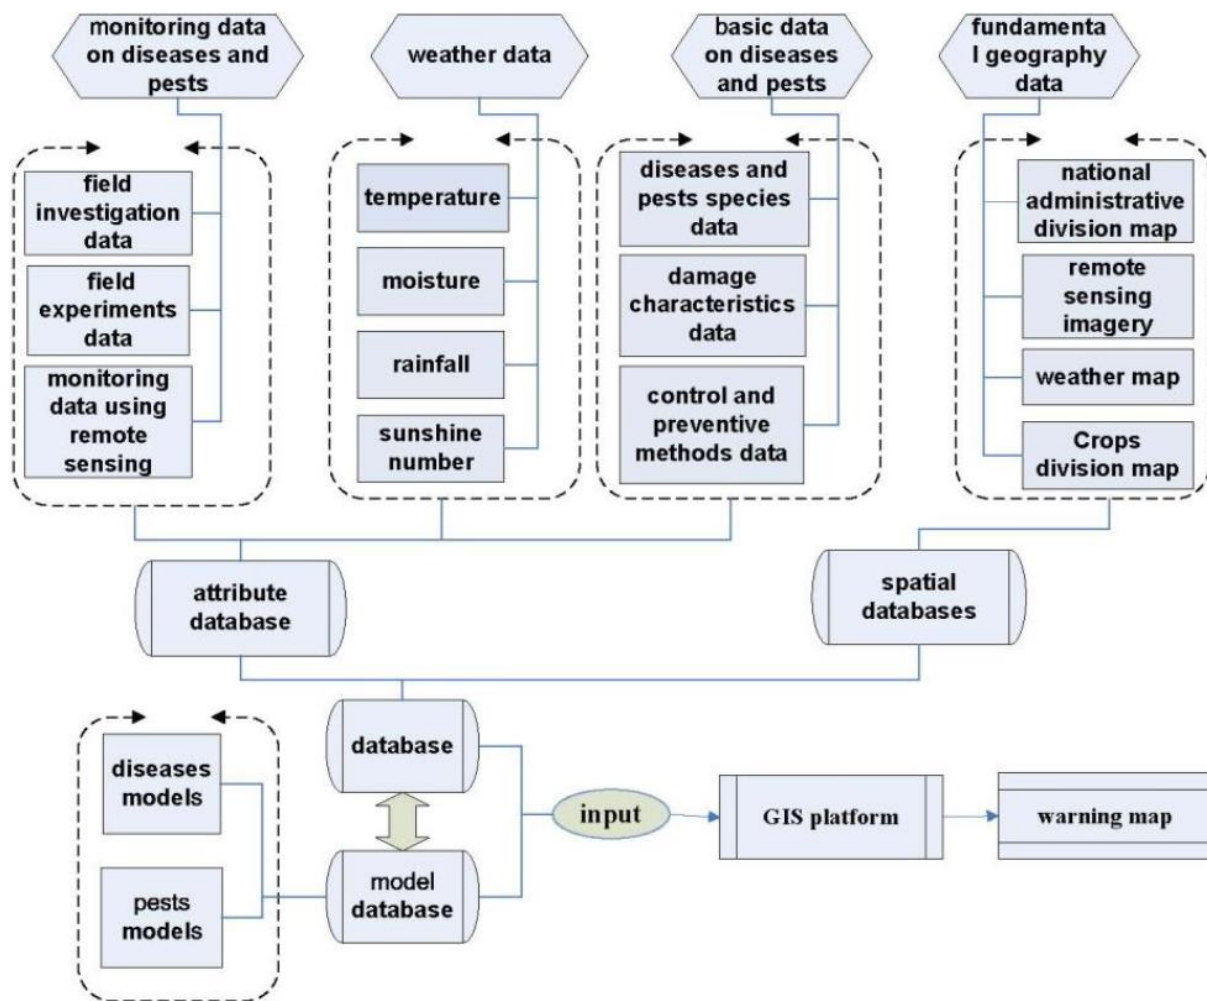 monitoring data
on diseases and
pests
weather data
basic data
on diseases
and pests
fundamenta
l geography
data
field
investigation
data
field
experiments
data
monitoring
data using
remote
sensing
temperature
moisture
rainfall
sunshine
number
diseases and
pests species
data
damage
characteristics
data
control and
preventive
methods data
national
administrative
division map
remote
sensing
imagery
weather map
Crops
division map
attribute
database
spatial
databases
diseases
models
pests
models
database
model
database
input
GIS platform
warning map